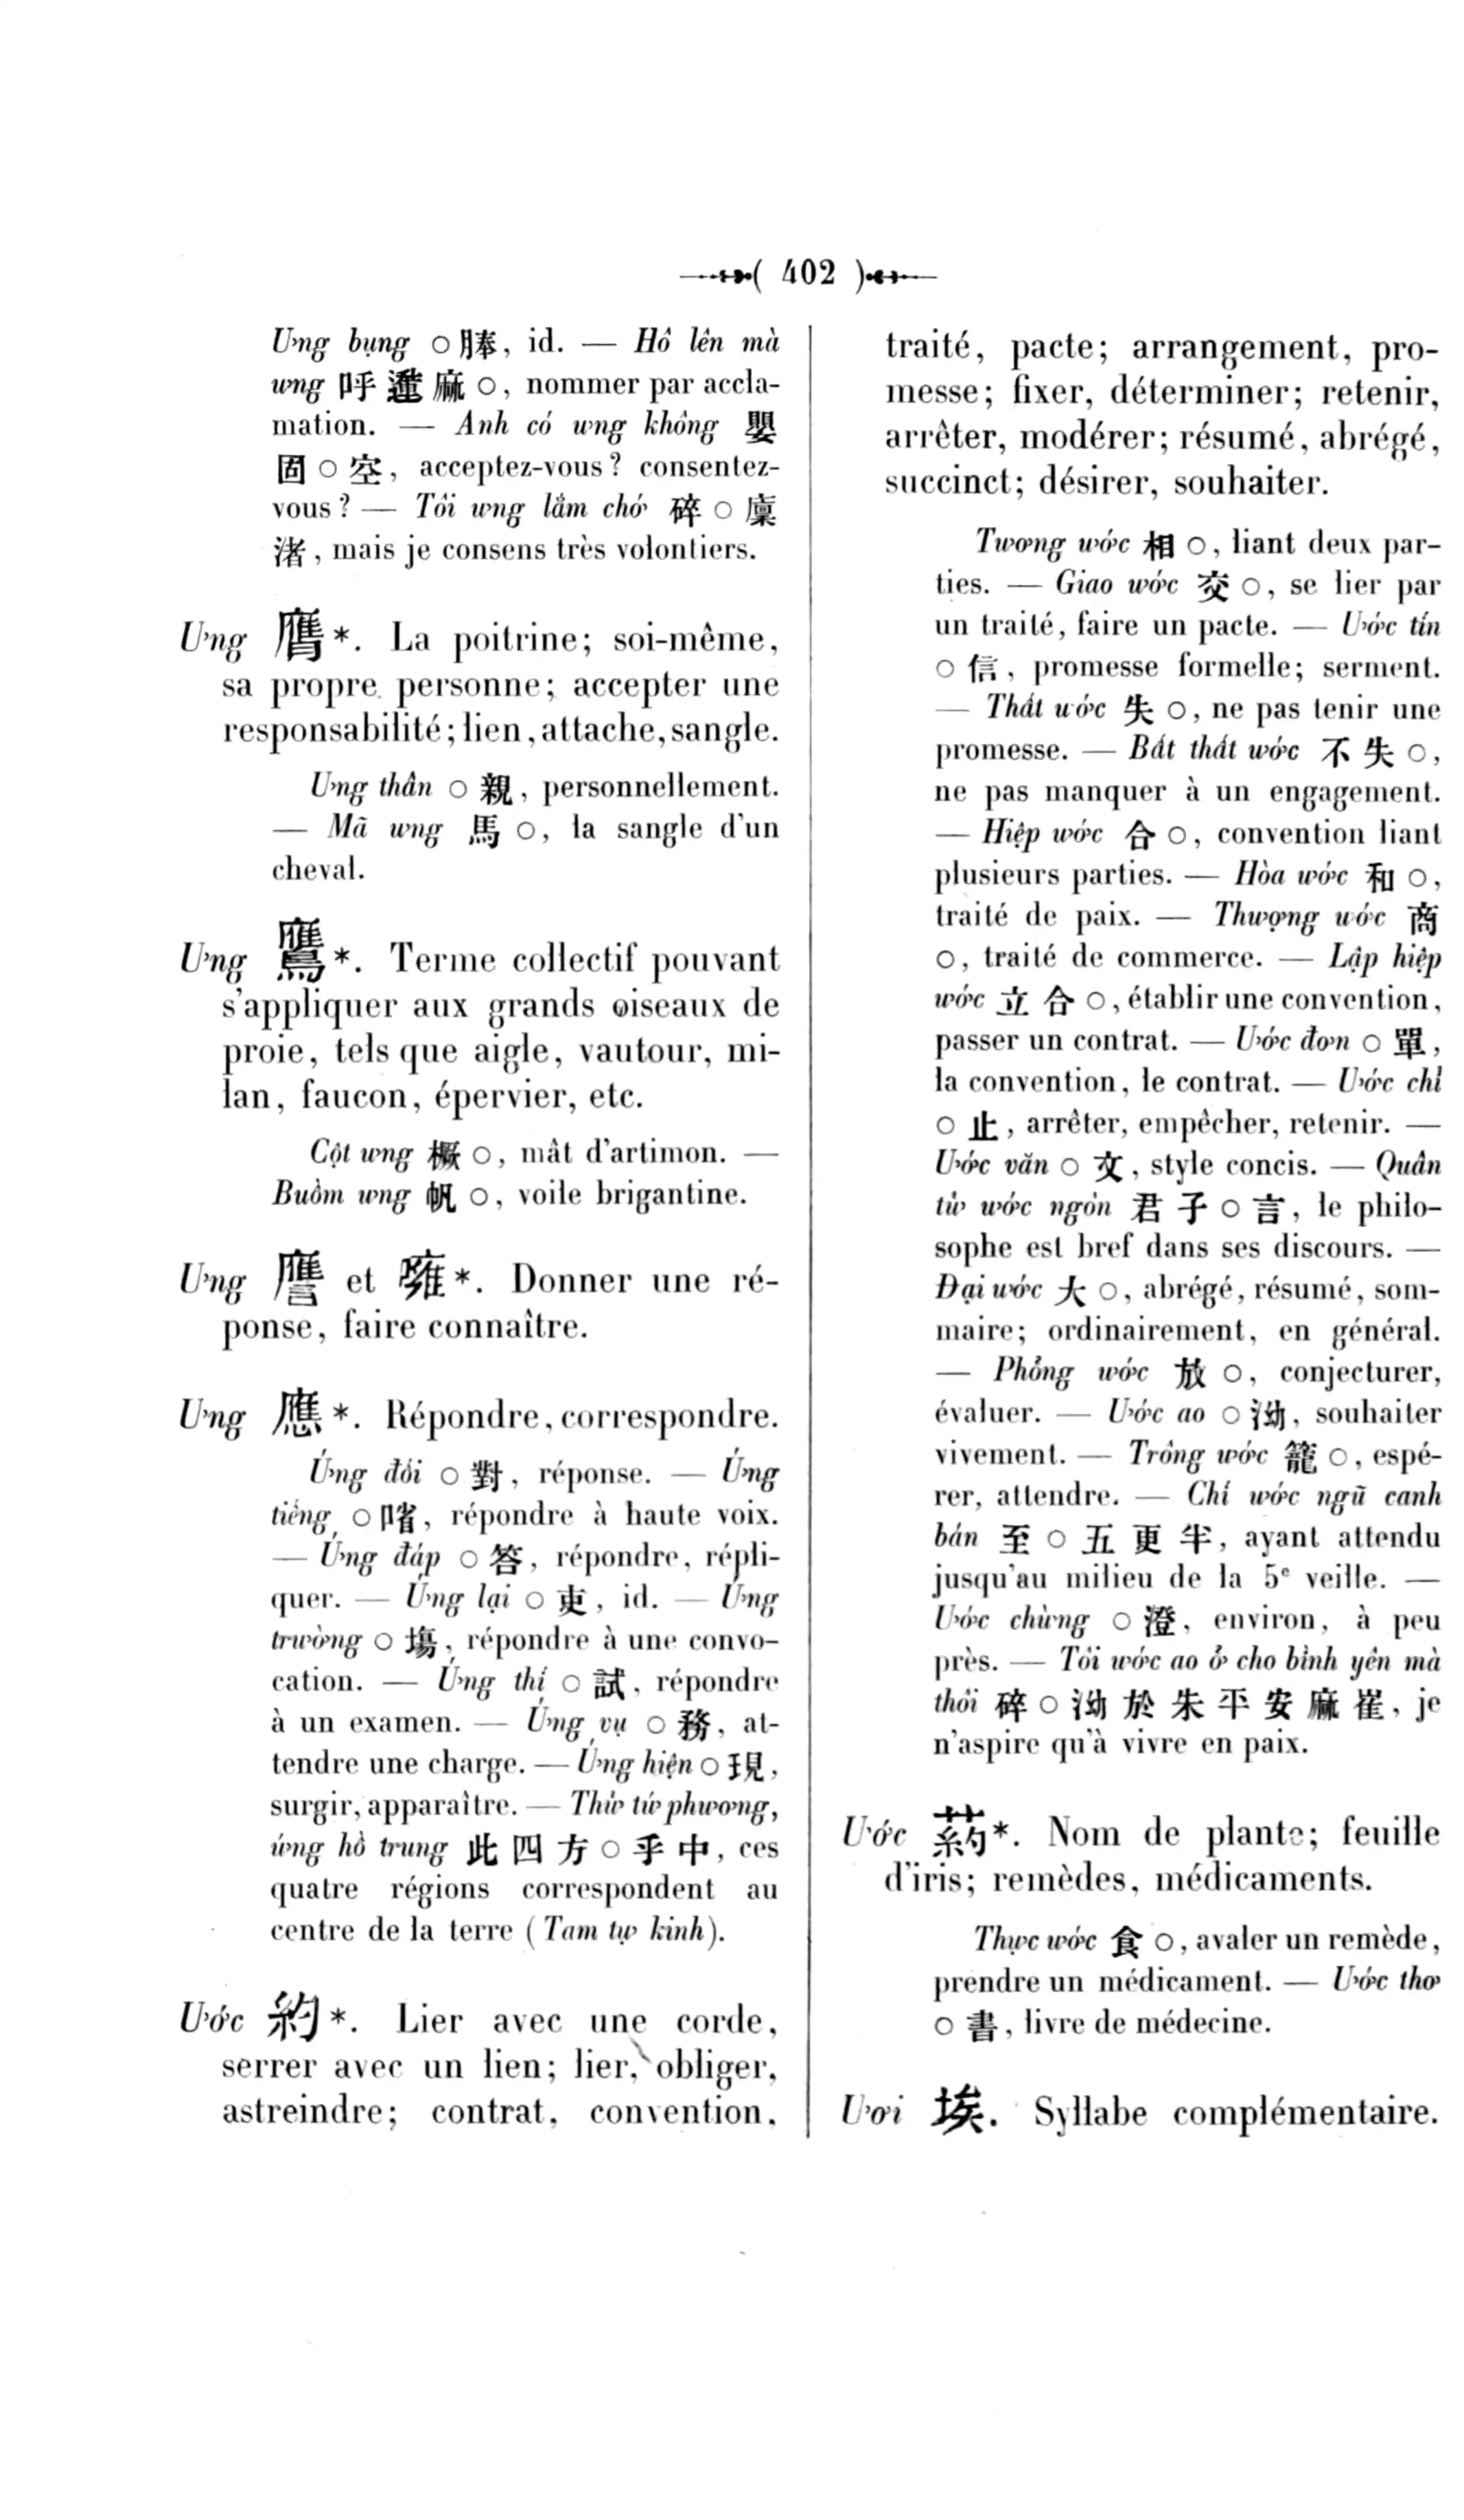 ( 402 )
Ưng bụng ○ 䏾, id. — Hô lên mà
ưng 呼 𨖲 麻 ○, nommer par accla-
mation. — Anh có ưng không 嬰
固 ○ 空, acceptez-vous? consentez-
vous? — Tôi ưng lắm chớ 碎 ○ 廩
渚, mais je consens très volontiers.
Ưng 膺*. La poitrine; soi-même,
sa propre personne; accepter une
responsabilité; lien, attache, sangle.
Ưng thân ○ 親, personnellement.
— Mã ưng 馬 ○, la sangle d'un
cheval.
Ưng 鷹*. Terme collectif pouvant
s'appliquer aux grands oiseaux de
proie, tels que aigle, vautour, mi-
lan, faucon, épervier, etc.
Cột ưng 橛 ○, mât d'artimon. —
Buồm ưng 帆 ○, voile brigantine.
Ưng 譍 et 噰*. Donner une ré-
ponse, faire connaître.
Ưng 應*. Répondre, correspondre.
Ứng đối ○ 對, réponse. — Ứng
tiếng ○ 㗂, répondre à haute voix.
— Ứng đáp ○ 答, répondre, répli-
quer. — Ứng lại ○ 吏, id. — Ứng
trường ○ 塲, répondre à une convo-
cation. — Ứng thí ○ 試, répondre
à un examen. — Ứng vụ ○ 務, at-
tendre une charge. — Ứng hiện ○ 現,
surgir, apparaître. — Thử tứ phương,
ứng hồ trung 此 四 方 ○ 乎 中, ces
quatre régions correspondent au
centre de la terre (Tam tự kinh).
Ước 約*. Lier avec une corde,
serrer avec un lien; lier, obliger,
astreindre; contrat, convention,
traité, pacte; arrangement, pro-
messe; fixer, déterminer; retenir,
arrêter, modérer; résumé, abrégé,
succinct; désirer, souhaiter.
Tương ước 相 ○, liant deux par-
ties. — Giao ước 交 ○, se lier par
un traité, faire un pacte. — Ước tín
○ 信, promesse formelle; serment.
— Thất ước 失 ○, ne pas tenir une
promesse. — Bất thất ước 不 失 ○,
ne pas manquer à un engagement.
— Hiệp ước 合 ○, convention liant
plusieurs parties. — Hòa ước 和 ○,
traité de paix. — Thượng ước 商
○, traité de commerce. — Lập hiệp
ước 立 合 ○, établir une convention,
passer un contrat. — Ước đơn ○ 單,
la convention, le contrat. — Ước chỉ
○ 止, arrêter, empêcher, retenir. —
Ước văn ○ 文, style concis. — Quân
tử ước ngôn 君 子 ○ 言, le philo-
sophe est bref dans ses discours. —
Đại ước 大 ○, abrégé, résumé, som-
maire; ordinairement, en général.
— Phỏng ước 放 ○, conjecturer,
évaluer. — Ước ao ○ 泑, souhaiter
vivement. — Trông ước 籠 ○, espé-
rer, attendre. — Chí ước ngũ canh
bán 至 ○ 五 更 半, ayant attendu
jusqu'au milieu de la 5e veille. —
Ước chừng ○ 澄, environ, à peu
près. — Tôi ước ao ở cho bình yên mà
thôi 碎 ○ 泑 於 朱 平 安 麻 崔, je
n'aspire qu'à vivre en paix.
Ước 葯*. Nom de plante; feuille
d'iris; remèdes, médicaments.
Thực ước 食 ○, avaler un remède,
prendre un médicament. — Ước thơ
○ 書, livre de médecine.
Ươi 埃. Syllabe complémentaire.